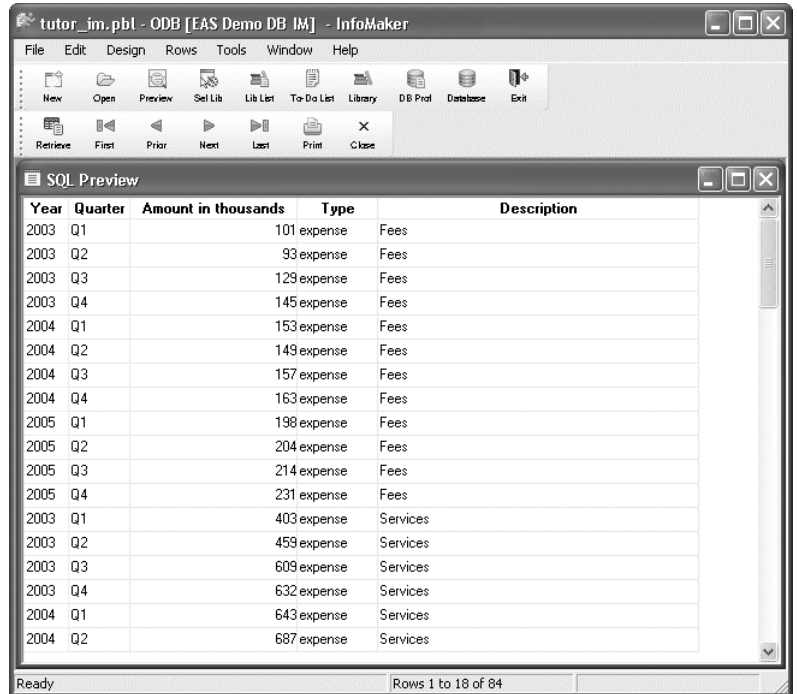 tutor_im.pbl - ODB [EAS Demo DB IM] - InfoMaker
File Edit Design Rows Tools Window Help
New Open Preview Sel Lib Lib List To-Do List Library DB Prof Database Exit
Retrieve First Prior Next Last Print Close
SQL Preview
Year Quarter Amount in thousands Type Description
2003 Q1 101 expense Fees
2003 Q2 93 expense Fees
2003 Q3 129 expense Fees
2003 Q4 145 expense Fees
2004 Q1 153 expense Fees
2004 Q2 149 expense Fees
2004 Q3 157 expense Fees
2004 Q4 163 expense Fees
2005 Q1 198 expense Fees
2005 Q2 204 expense Fees
2005 Q3 214 expense Fees
2005 Q4 231 expense Fees
2003 Q1 403 expense Services
2003 Q2 459 expense Services
2003 Q3 609 expense Services
2003 Q4 632 expense Services
2004 Q1 643 expense Services
2004 Q2 687 expense Services
Ready Rows 1 to 18 of 84